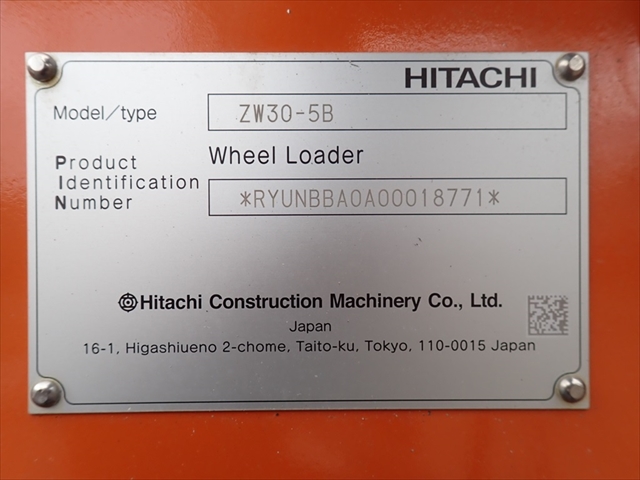 HITACHI
Model/type ZW30-5B
Wheel Loader
Product
Identification
Number *RYUNBBA0A00018771*
Hitachi Construction Machinery Co., Ltd.
Japan
16-1, Higashiueno 2-chome, Taito-ku, Tokyo, 110-0015 Japan